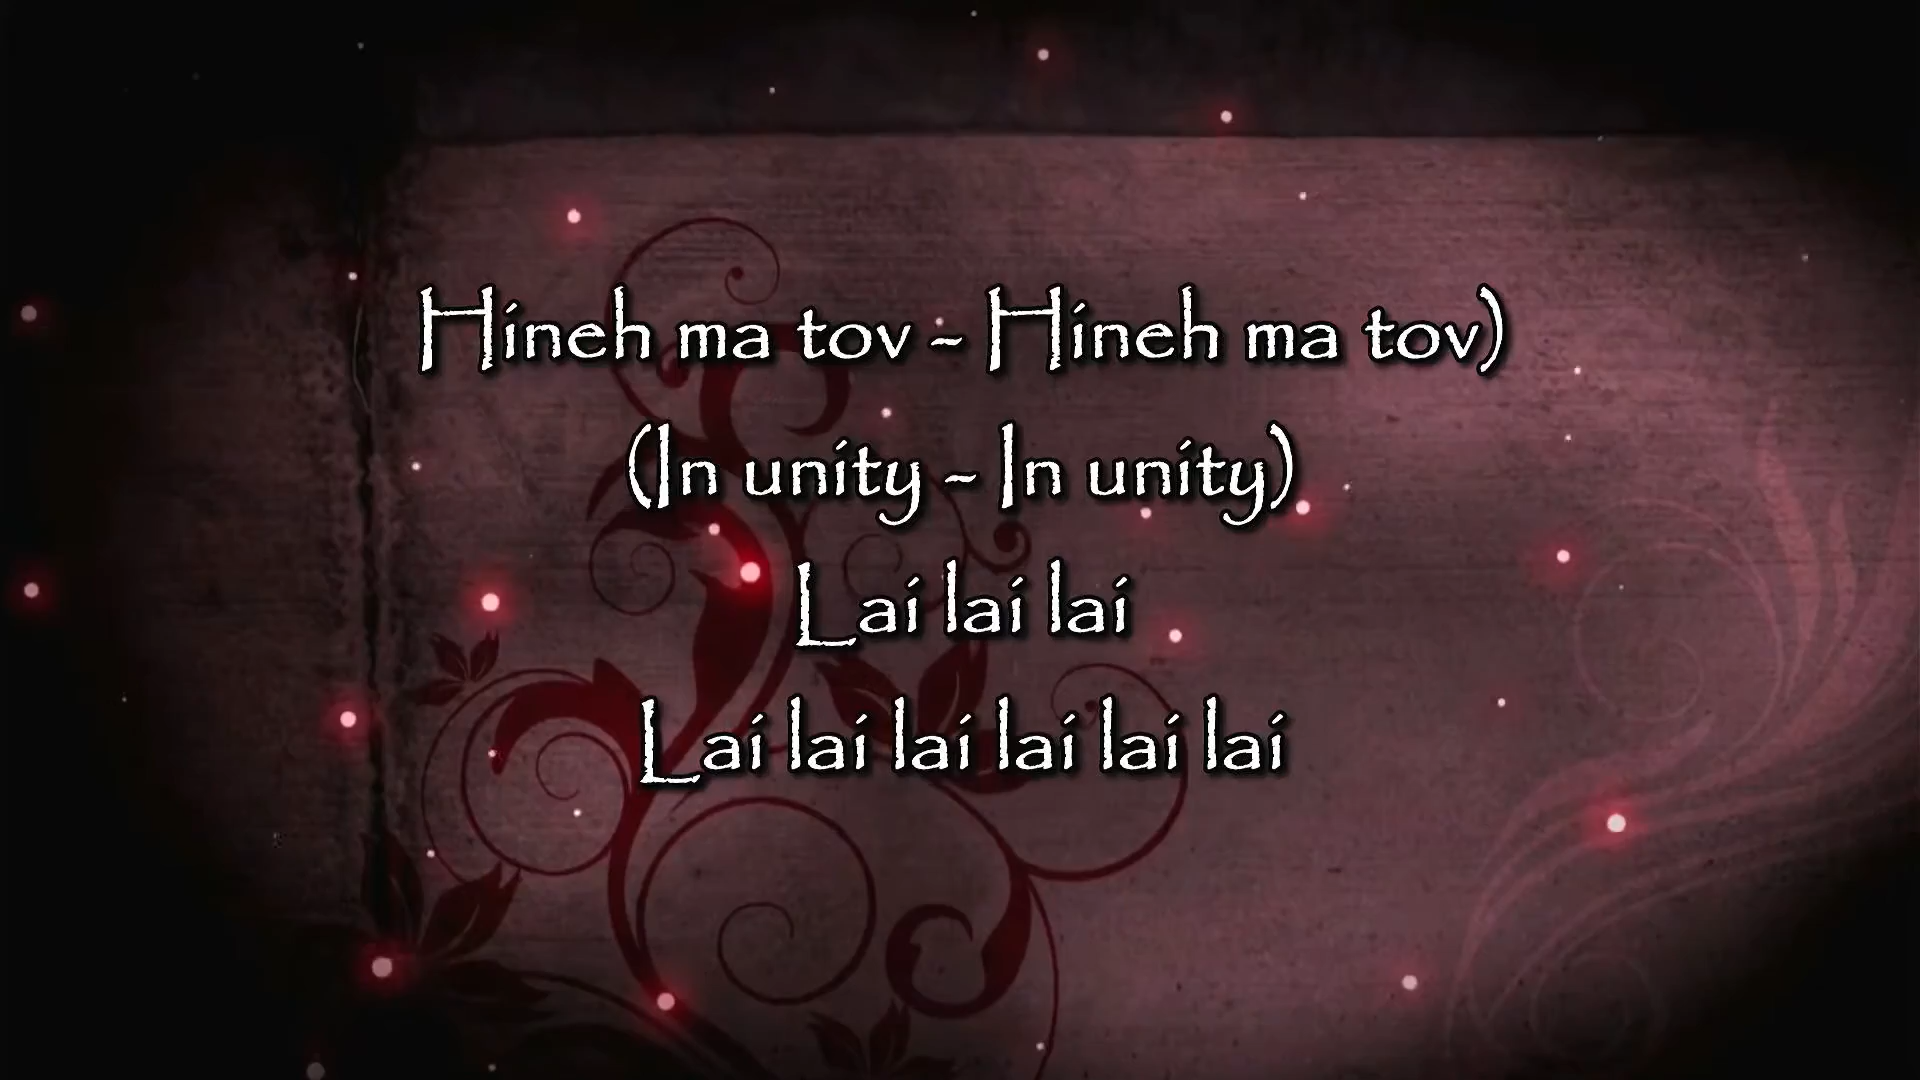 Hineh ma tov - Hineh ma tov)
(In unity - In unity)
Lai lai lai
Lai lai lai lai lai lai